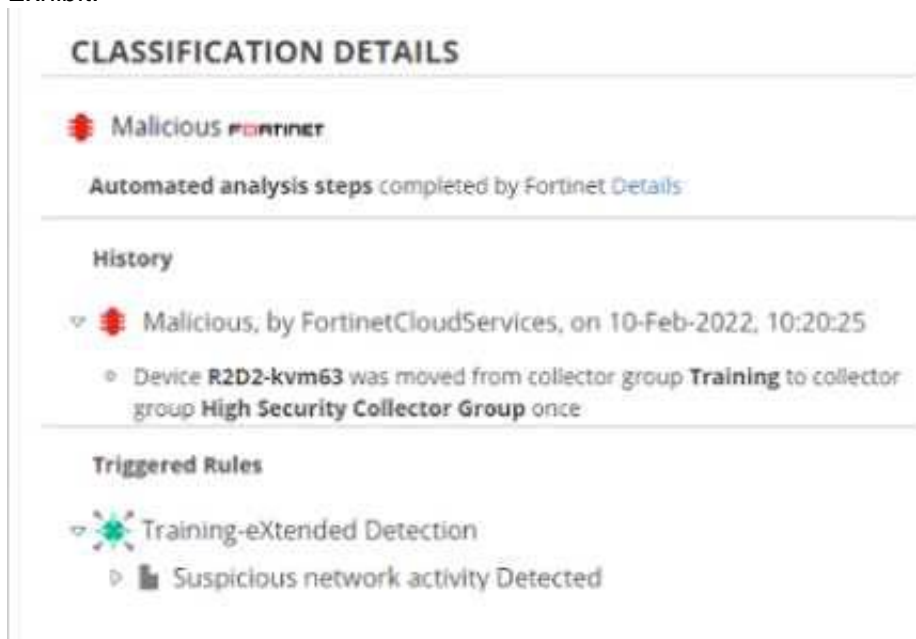 CLASSIFICATION DETAILS
Malicious FORTINET
Automated analysis steps completed by Fortinet Details
History
Malicious, by FortinetCloudServices, on 10-Feb-2022, 10:20:25
Device R2D2-kvm63 was moved from collector group Training to collector
group High Security Collector Group once
Triggered Rules
Training-eXtended Detection
Suspicious network activity Detected